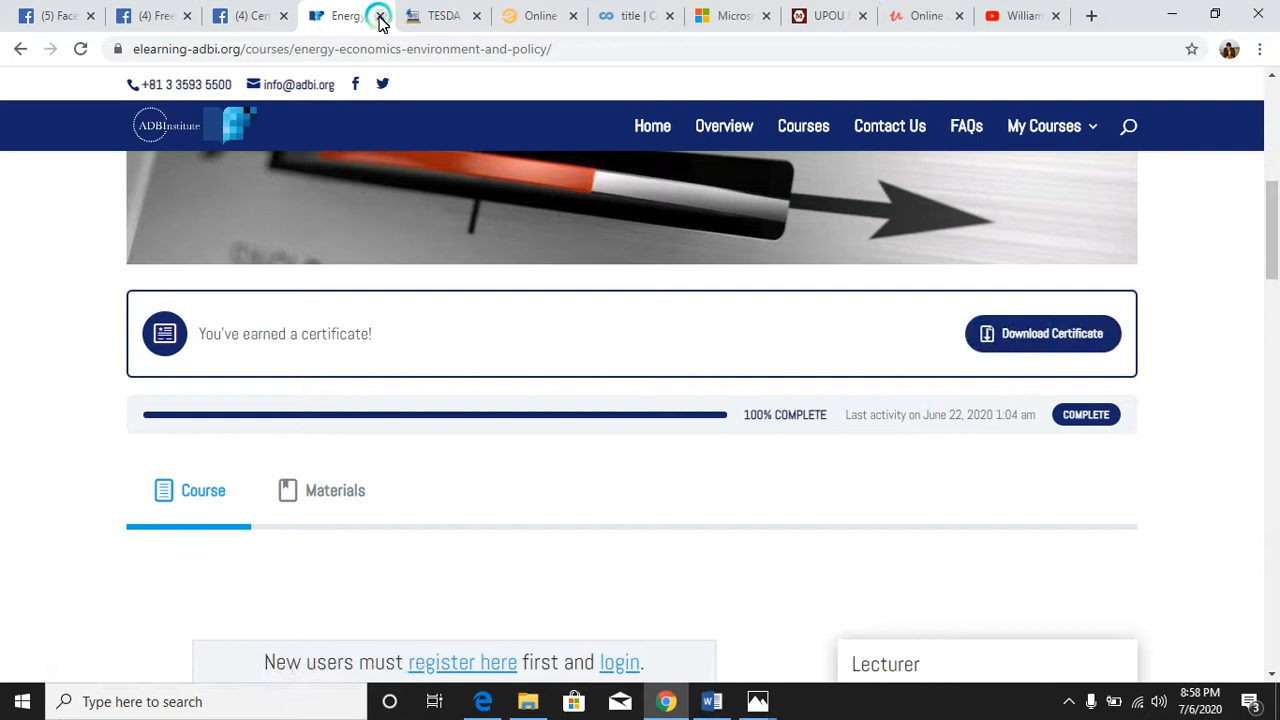 (5) Face
(4) Free
(4) Cer
Energy
TESDA
Online
title | C
Micros
UPOU
Online
William
elearning-adbi.org/courses/energy-economics-environment-and-policy/
+81 3 3593 5500
info@adbi.org
ADBInstitute
Home
Overview
Courses
Contact Us
FAQs
My Courses
You've earned a certificate!
Download Certificate
100% COMPLETE
Last activity on June 22, 2020 1:04 am
COMPLETE
Course
Materials
New users must register here first and login.
Lecturer
Type here to search
8:58 PM
7/6/2020
3